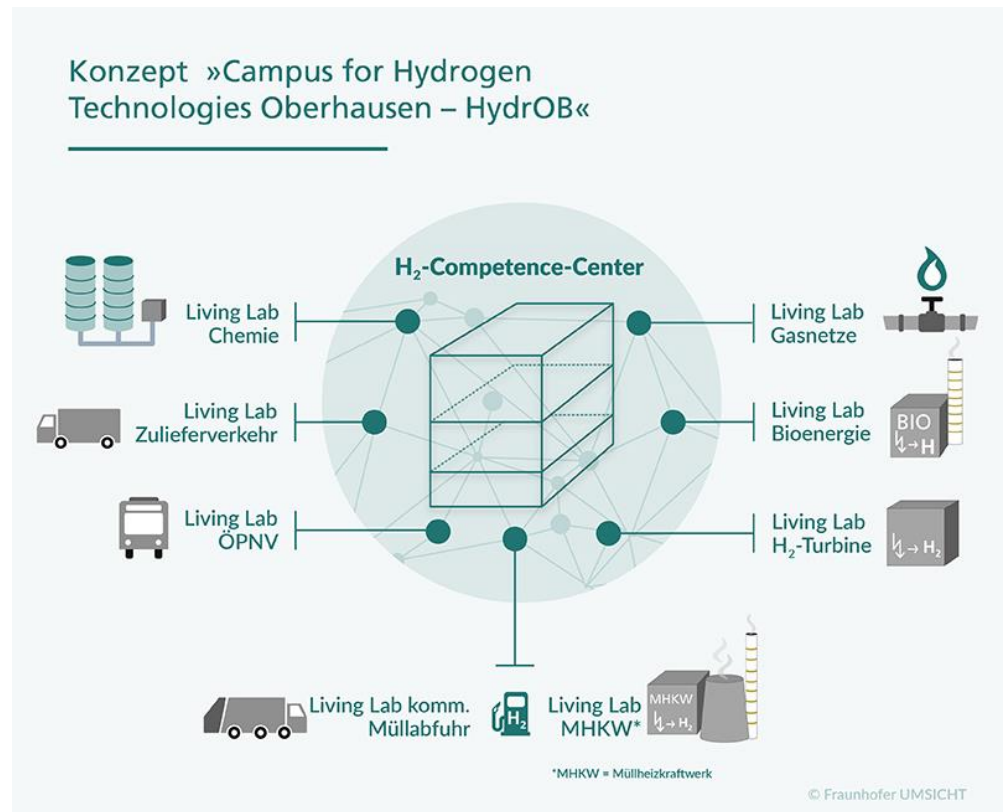 Konzept »Campus for Hydrogen
Technologies Oberhausen – HydrOB«
H₂-Competence-Center
Living Lab
Chemie
Living Lab
Gasnetze
Living Lab
Zulieferverkehr
Living Lab
Bioenergie
BIO
→ H
Living Lab
ÖPNV
Living Lab
H₂-Turbine
→ H₂
Living Lab komm.
Müllabfuhr
H₂
Living Lab
MHKW*
MHKW
→ H₂
*MHKW = Müllheizkraftwerk
© Fraunhofer UMSICHT